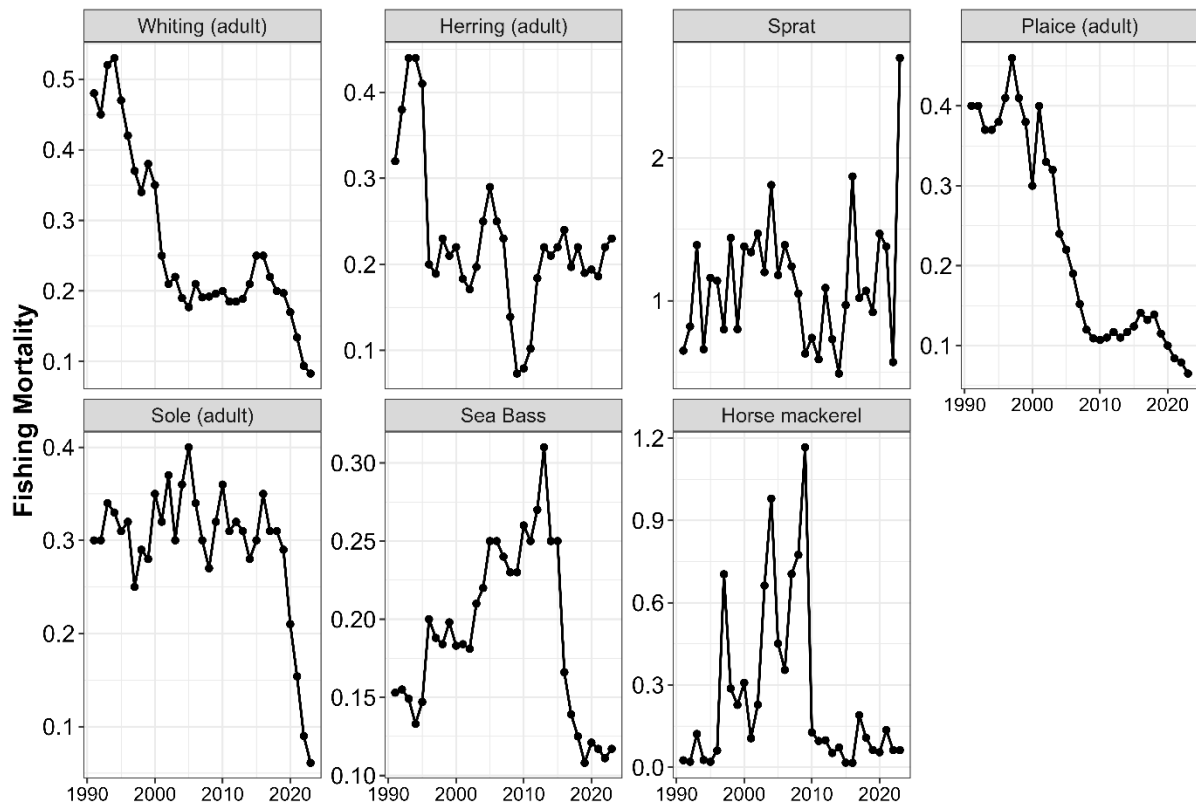 Whiting (adult)
Herring (adult)
Sprat
Plaice (adult)
0.5
0.4
0.3
0.2
0.1
0.4
0.3
0.2
0.1
2
1
0.4
0.3
0.2
0.1
1990 2000 2010 2020
Fishing Mortality
Sole (adult)
Sea Bass
Horse mackerel
0.4
0.3
0.2
0.1
0.30
0.25
0.20
0.15
0.10
1.2
0.9
0.6
0.3
0.0
1990 2000 2010 2020
1990 2000 2010 2020
1990 2000 2010 2020